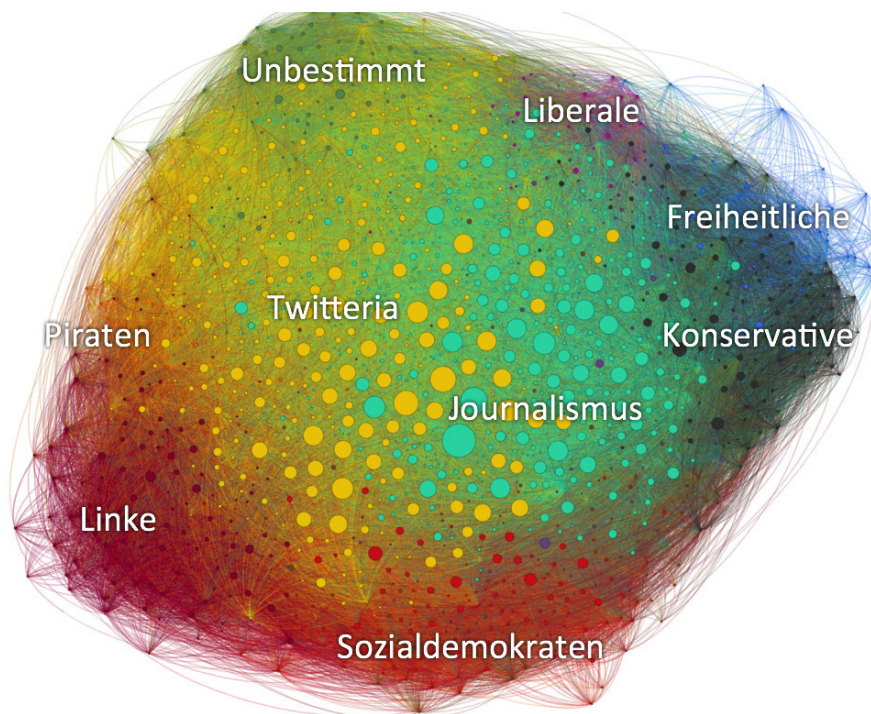 Unbestimmt
Liberale
Freiheitliche
Twitteria
Piraten
Konservative
Journalismus
Linke
Sozialdemokraten